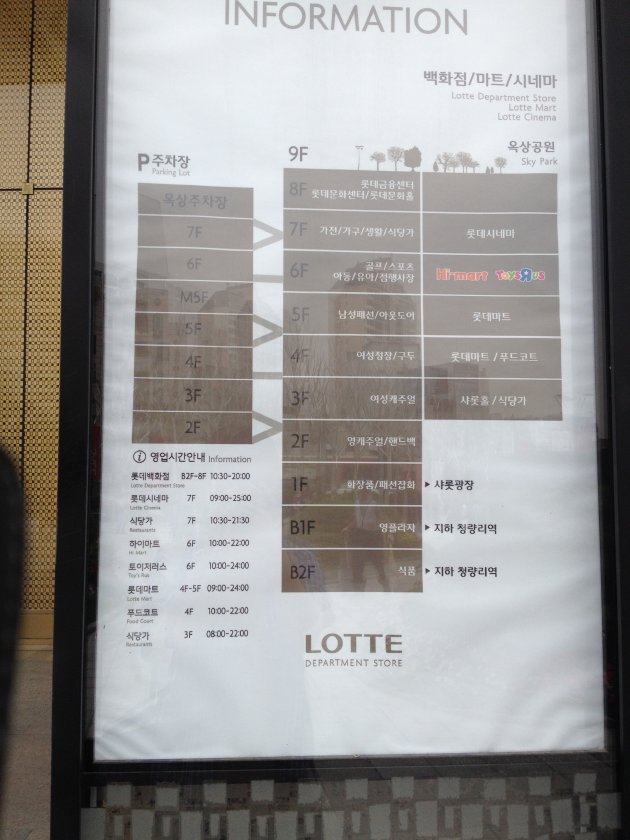 INFORMATION
백화점/마트/시네마
Lotte Department Store
Lotte Mart
Lotte Cinema
P 주차장
Parking Lot
옥상주차장
7F
6F
M5F
5F
4F
3F
2F
9F
옥상공원
Sky Park
8F 롯데금융센터
롯데문화센터/롯데문화홀
7F 가전/가구/생활/식당가 롯데시네마
6F 골프/스포츠
아동/유아/점행사장
Hi-mart TOYSRUS
5F 남성패션/아웃도어 롯데마트
4F 여성정장/구두 롯데마트 / 푸드코트
3F 여성캐주얼 샤롯홀 / 식당가
2F 영캐주얼/핸드백
1F 화장품/패션잡화 ▶ 샤롯광장
B1F 영플라자 ▶ 지하 청량리역
B2F 식품 ▶ 지하 청량리역
i 영업시간안내 Information
롯데백화점 B2F-8F 10:30-20:00
Lotte Department Store
롯데시네마 7F 09:00-25:00
Lotte Cinema
식당가 7F 10:30-21:30
Restaurants
하이마트 6F 10:00-22:00
Hi Mart
토이저러스 6F 10:00-24:00
Toy's Rus
롯데마트 4F-5F 09:00-24:00
Lotte Mart
푸드코트 4F 10:00-22:00
Food Court
식당가 3F 08:00-22:00
Restaurants
LOTTE
DEPARTMENT STORE